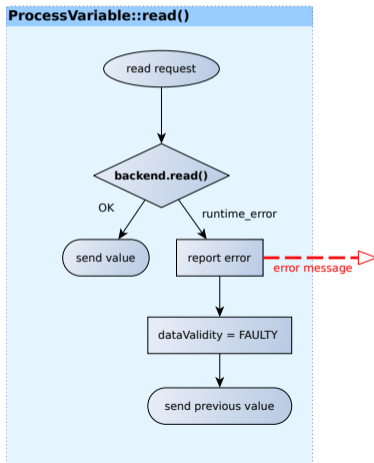 ProcessVariable::read()
read request
backend.read()
OK
runtime_error
send value
report error
error message
dataValidity = FAULTY
send previous value